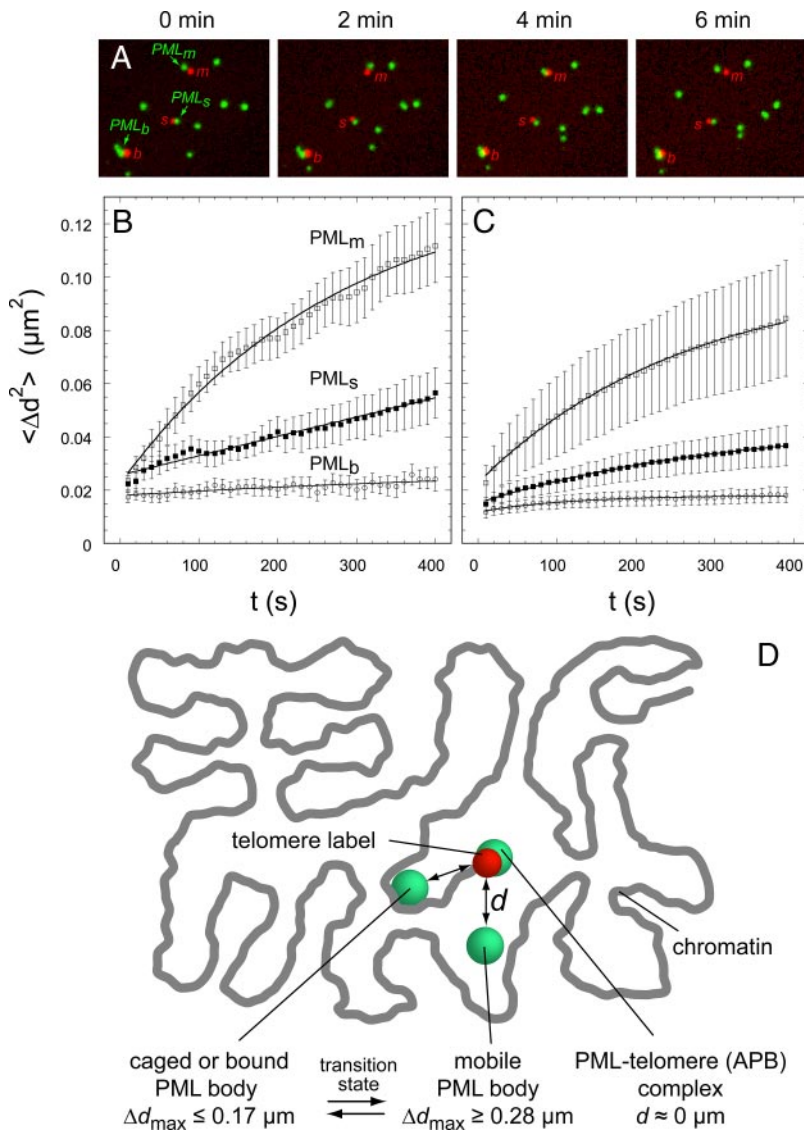 0 min
2 min
4 min
6 min
A
PMLm
m
PMLs
s
PMLb
b
m
s
b
m
s
b
m
s
b
B
C
<Δd²> (μm²)
0.12
0.10
0.08
0.06
0.04
0.02
0
PMLm
PMLs
PMLb
0
100
200
300
400
0
100
200
300
400
t (s)
t (s)
D
telomere label
d
chromatin
caged or bound
PML body
Δdmax ≤ 0.17 μm
transition
state
mobile
PML body
Δdmax ≥ 0.28 μm
PML-telomere (APB)
complex
d ≈ 0 μm